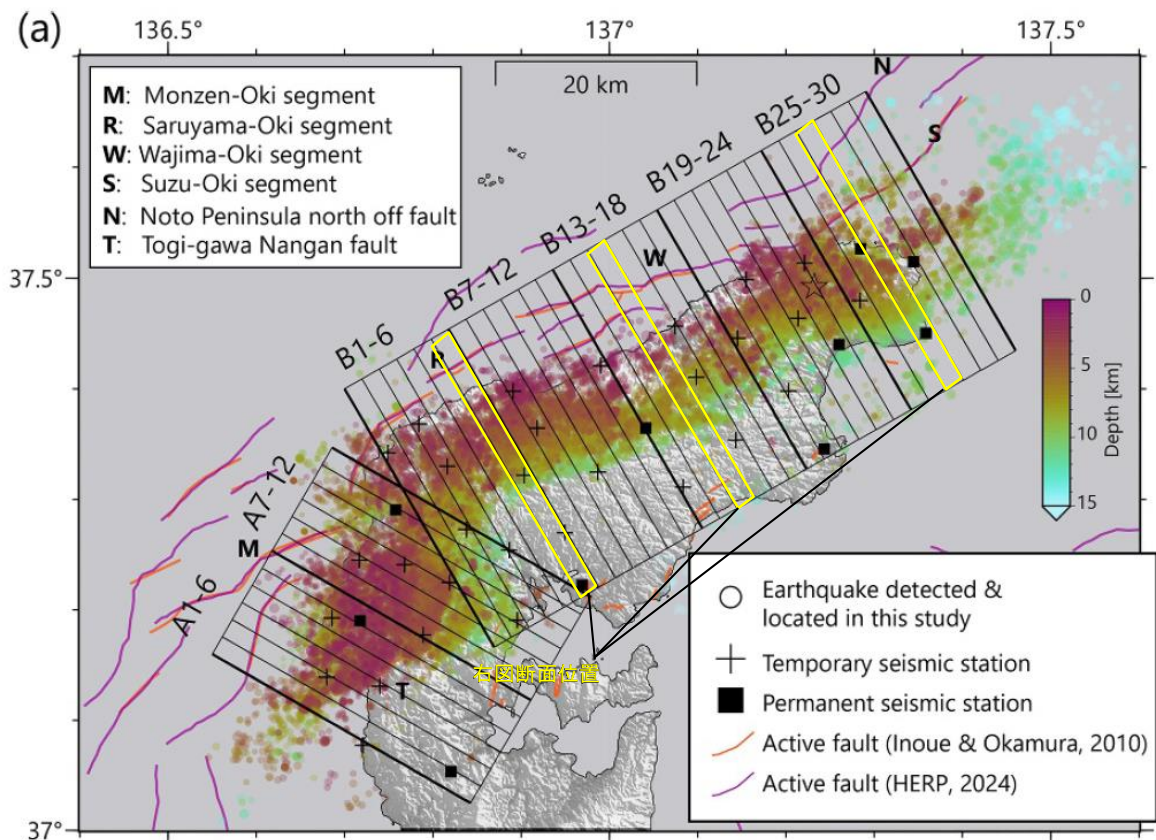 (a)
136.5°
137°
137.5°
M: Monzen-Oki segment
R: Saruyama-Oki segment
W: Wajima-Oki segment
S: Suzu-Oki segment
N: Noto Peninsula north off fault
T: Togi-gawa Nangan fault
20 km
N
B25-30
S
B19-24
B13-18
W
37.5°
B7-12
0
5
10
15
Depth [km]
B1-6
R
A7-12
M
A1-6
T
右図断面位置
Earthquake detected &
located in this study
Temporary seismic station
Permanent seismic station
Active fault (Inoue & Okamura, 2010)
Active fault (HERP, 2024)
37°